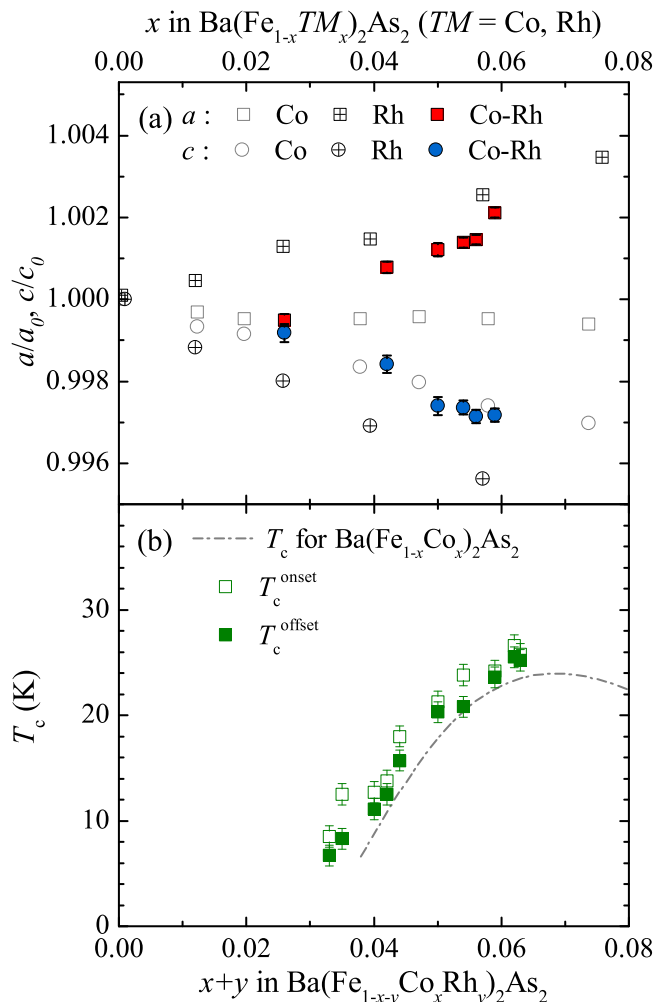 x in Ba(Fe1-xTMx)2As2 (TM = Co, Rh)
0.00 0.02 0.04 0.06 0.08
(a) a : Co Rh Co-Rh
c : Co Rh Co-Rh
1.004
1.002
1.000
0.998
0.996
a/a0, c/c0
(b) Tc for Ba(Fe1-xCox)2As2
Tc onset
Tc offset
30
20
10
0
Tc (K)
0.00 0.02 0.04 0.06 0.08
x+y in Ba(Fe1-x-yCoxRhy)2As2